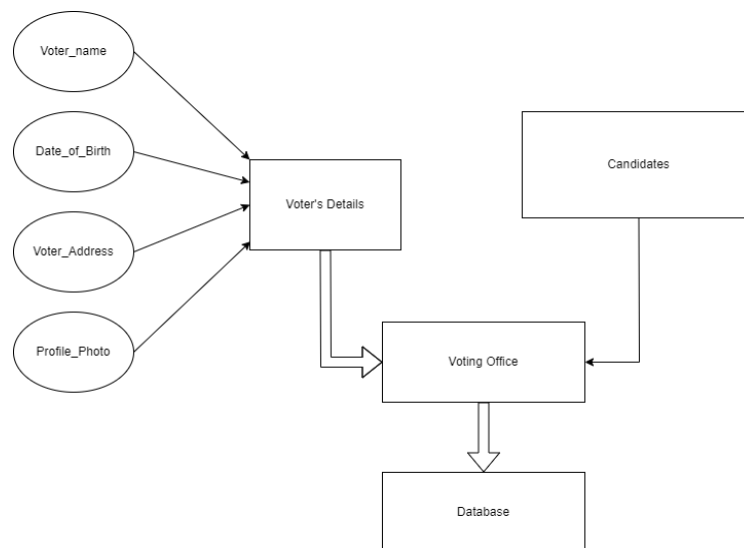 Voter_name
Date_of_Birth
Voter_Address
Profile_Photo
Voter's Details
Candidates
Voting Office
Database